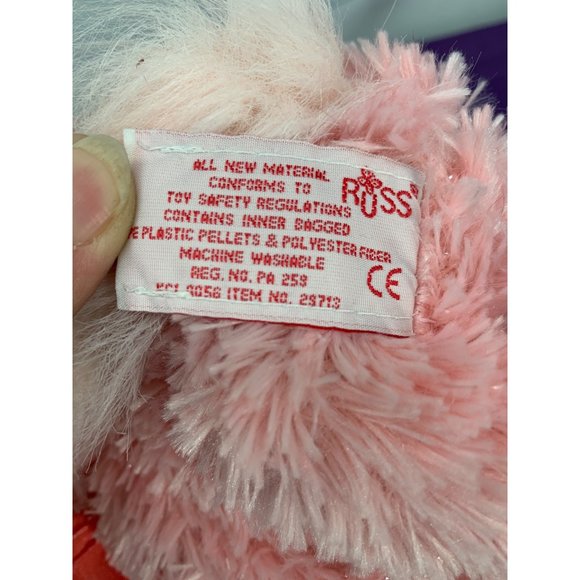 ALL NEW MATERIAL
CONFORMS TO
TOY SAFETY REGULATIONS
CONTAINS INNER BAGGED
PLASTIC PELLETS & POLYESTER FIBER
MACHINE WASHABLE
REG. NO. PA 259
ITEM NO. 29713
RUSS®
CE